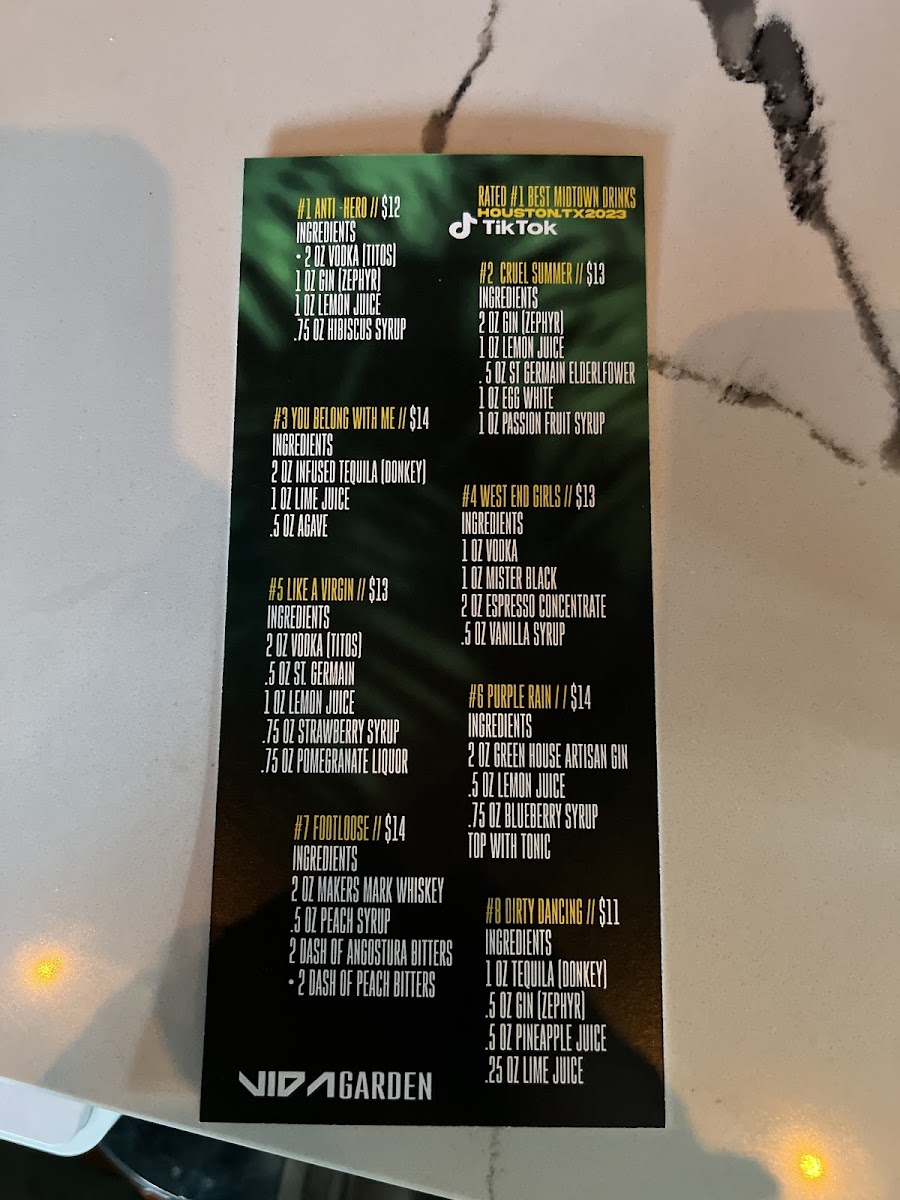 #1 ANTI -HERO // $12
INGREDIENTS
• 2 OZ VODKA (TITOS)
1 OZ GIN (ZEPHYR)
1 OZ LEMON JUICE
.75 OZ HIBISCUS SYRUP
RATED #1 BEST MIDTOWN DRINKS
HOUSTON.TX2023
TikTok
#2 CRUEL SUMMER // $13
INGREDIENTS
2 OZ GIN (ZEPHYR)
1 OZ LEMON JUICE
. 5 OZ ST GERMAIN ELDERLFOWER
1 OZ EGG WHITE
1 OZ PASSION FRUIT SYRUP
#3 YOU BELONG WITH ME // $14
INGREDIENTS
2 OZ INFUSED TEQUILA (DONKEY)
1 OZ LIME JUICE
.5 OZ AGAVE
#4 WEST END GIRLS // $13
INGREDIENTS
1 OZ VODKA
1 OZ MISTER BLACK
2 OZ ESPRESSO CONCENTRATE
.5 OZ VANILLA SYRUP
#5 LIKE A VIRGIN // $13
INGREDIENTS
2 OZ VODKA (TITOS)
.5 OZ ST. GERMAIN
1 OZ LEMON JUICE
.75 OZ STRAWBERRY SYRUP
.75 OZ POMEGRANATE LIQUOR
#6 PURPLE RAIN / / $14
INGREDIENTS
2 OZ GREEN HOUSE ARTISAN GIN
.5 OZ LEMON JUICE
.75 OZ BLUEBERRY SYRUP
TOP WITH TONIC
#7 FOOTLOOSE // $14
INGREDIENTS
2 OZ MAKERS MARK WHISKEY
.5 OZ PEACH SYRUP
2 DASH OF ANGOSTURA BITTERS
• 2 DASH OF PEACH BITTERS
#8 DIRTY DANCING // $11
INGREDIENTS
1 OZ TEQUILA (DONKEY)
.5 OZ GIN (ZEPHYR)
.5 OZ PINEAPPLE JUICE
.25 OZ LIME JUICE
VIDA GARDEN